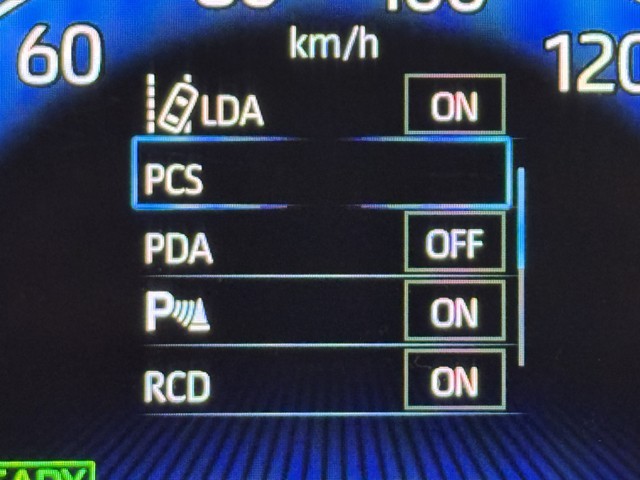 60
km/h
120
LDA ON
PCS
PDA OFF
P ON
RCD ON